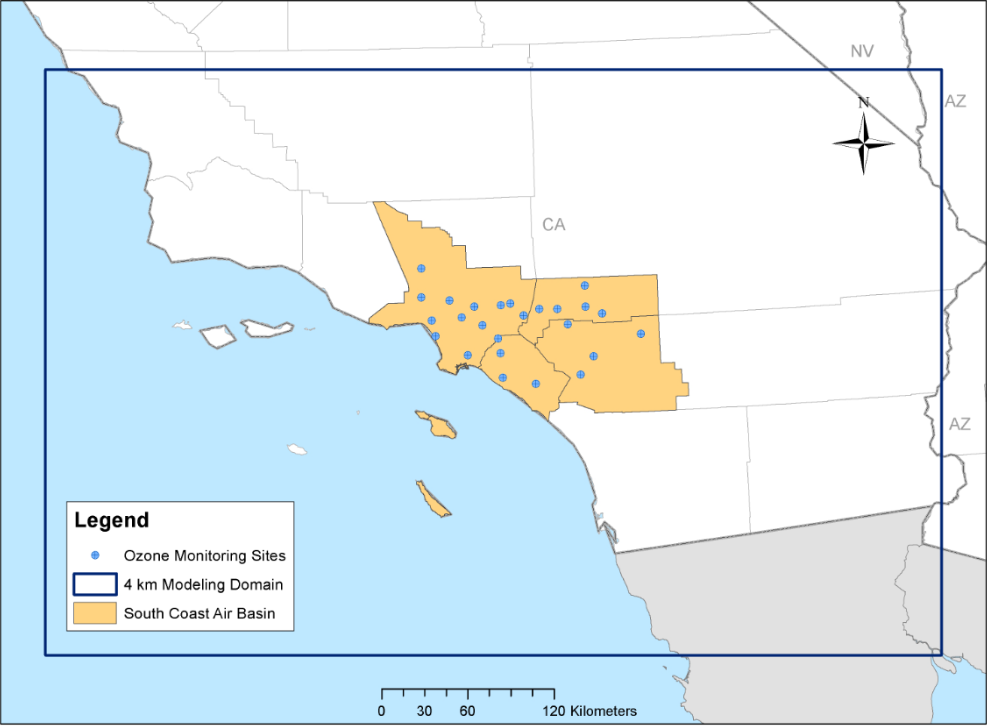 NV
AZ
N
CA
AZ
Legend
Ozone Monitoring Sites
4 km Modeling Domain
South Coast Air Basin
0 30 60 120 Kilometers